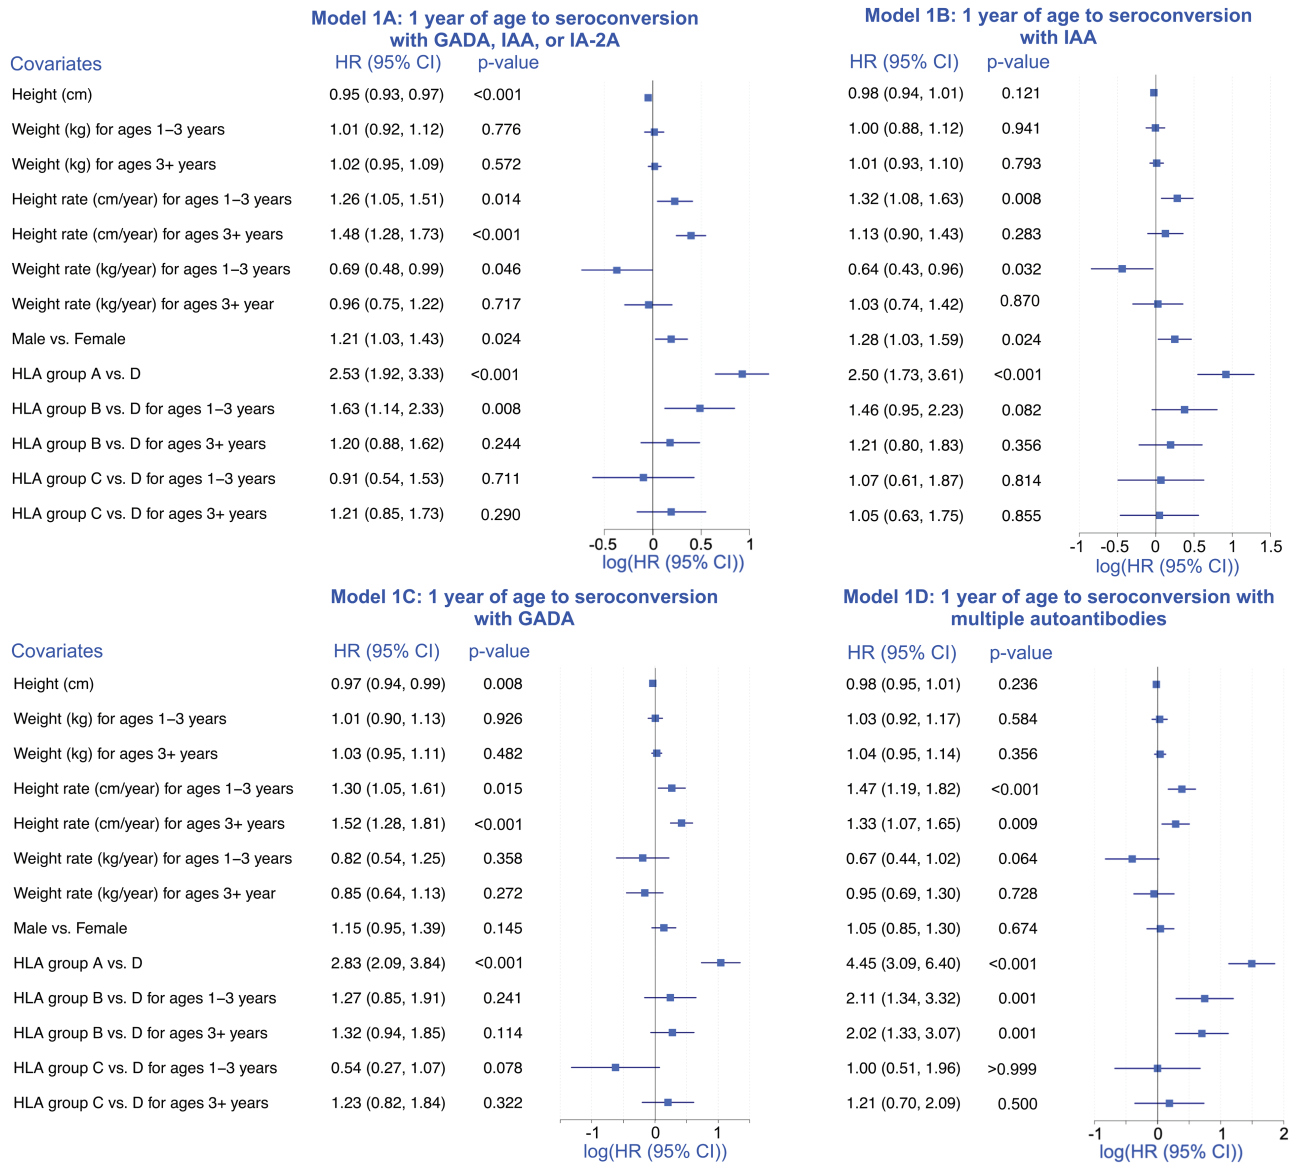 Model 1A: 1 year of age to seroconversion
with GADA, IAA, or IA-2A
Covariates HR (95% CI) p-value
Height (cm) 0.95 (0.93, 0.97) <0.001
Weight (kg) for ages 1–3 years 1.01 (0.92, 1.12) 0.776
Weight (kg) for ages 3+ years 1.02 (0.95, 1.09) 0.572
Height rate (cm/year) for ages 1–3 years 1.26 (1.05, 1.51) 0.014
Height rate (cm/year) for ages 3+ years 1.48 (1.28, 1.73) <0.001
Weight rate (kg/year) for ages 1–3 years 0.69 (0.48, 0.99) 0.046
Weight rate (kg/year) for ages 3+ year 0.96 (0.75, 1.22) 0.717
Male vs. Female 1.21 (1.03, 1.43) 0.024
HLA group A vs. D 2.53 (1.92, 3.33) <0.001
HLA group B vs. D for ages 1–3 years 1.63 (1.14, 2.33) 0.008
HLA group B vs. D for ages 3+ years 1.20 (0.88, 1.62) 0.244
HLA group C vs. D for ages 1–3 years 0.91 (0.54, 1.53) 0.711
HLA group C vs. D for ages 3+ years 1.21 (0.85, 1.73) 0.290
-0.5 0 0.5 1
log(HR (95% CI))
Model 1B: 1 year of age to seroconversion
with IAA
HR (95% CI) p-value
0.98 (0.94, 1.01) 0.121
1.00 (0.88, 1.12) 0.941
1.01 (0.93, 1.10) 0.793
1.32 (1.08, 1.63) 0.008
1.13 (0.90, 1.43) 0.283
0.64 (0.43, 0.96) 0.032
1.03 (0.74, 1.42) 0.870
1.28 (1.03, 1.59) 0.024
2.50 (1.73, 3.61) <0.001
1.46 (0.95, 2.23) 0.082
1.21 (0.80, 1.83) 0.356
1.07 (0.61, 1.87) 0.814
1.05 (0.63, 1.75) 0.855
-1 -0.5 0 0.5 1 1.5
log(HR (95% CI))
Model 1C: 1 year of age to seroconversion
with GADA
Covariates HR (95% CI) p-value
Height (cm) 0.97 (0.94, 0.99) 0.008
Weight (kg) for ages 1–3 years 1.01 (0.90, 1.13) 0.926
Weight (kg) for ages 3+ years 1.03 (0.95, 1.11) 0.482
Height rate (cm/year) for ages 1–3 years 1.30 (1.05, 1.61) 0.015
Height rate (cm/year) for ages 3+ years 1.52 (1.28, 1.81) <0.001
Weight rate (kg/year) for ages 1–3 years 0.82 (0.54, 1.25) 0.358
Weight rate (kg/year) for ages 3+ year 0.85 (0.64, 1.13) 0.272
Male vs. Female 1.15 (0.95, 1.39) 0.145
HLA group A vs. D 2.83 (2.09, 3.84) <0.001
HLA group B vs. D for ages 1–3 years 1.27 (0.85, 1.91) 0.241
HLA group B vs. D for ages 3+ years 1.32 (0.94, 1.85) 0.114
HLA group C vs. D for ages 1–3 years 0.54 (0.27, 1.07) 0.078
HLA group C vs. D for ages 3+ years 1.23 (0.82, 1.84) 0.322
-1 0 1
log(HR (95% CI))
Model 1D: 1 year of age to seroconversion with
multiple autoantibodies
HR (95% CI) p-value
0.98 (0.95, 1.01) 0.236
1.03 (0.92, 1.17) 0.584
1.04 (0.95, 1.14) 0.356
1.47 (1.19, 1.82) <0.001
1.33 (1.07, 1.65) 0.009
0.67 (0.44, 1.02) 0.064
0.95 (0.69, 1.30) 0.728
1.05 (0.85, 1.30) 0.674
4.45 (3.09, 6.40) <0.001
2.11 (1.34, 3.32) 0.001
2.02 (1.33, 3.07) 0.001
1.00 (0.51, 1.96) >0.999
1.21 (0.70, 2.09) 0.500
-1 0 1 2
log(HR (95% CI))